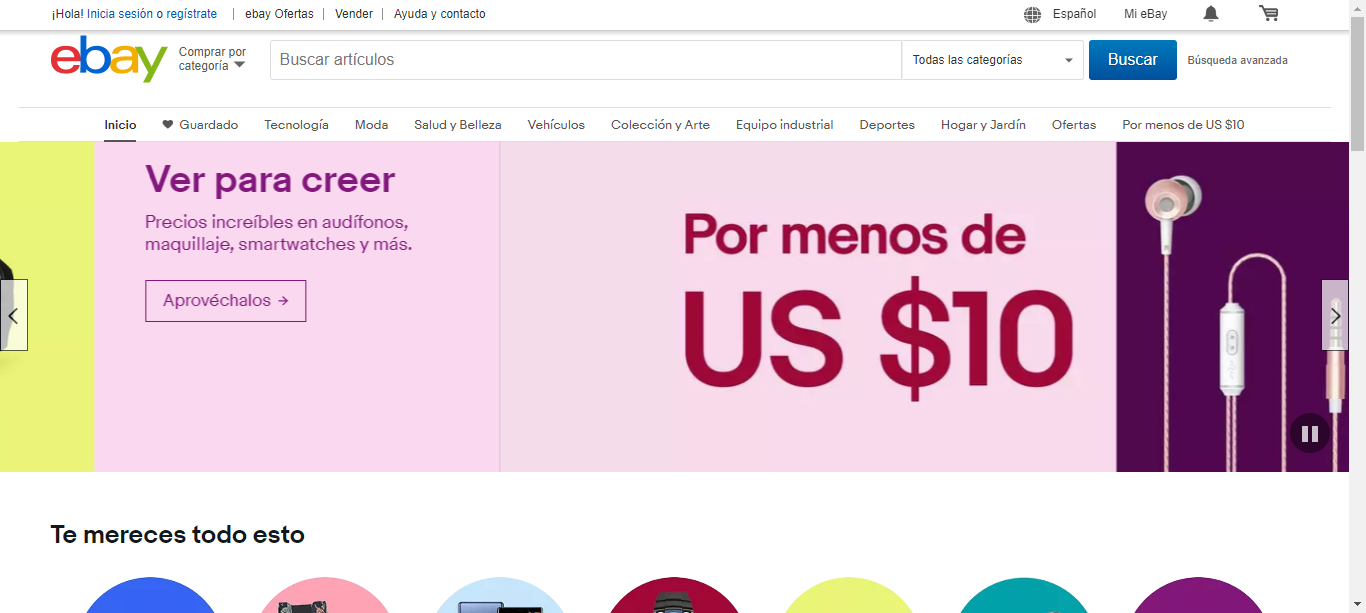 ¡Hola! Inicia sesión o regístrate | ebay Ofertas | Vender | Ayuda y contacto
Español Mi eBay
ebay
Comprar por
categoría
Buscar artículos
Todas las categorías
Buscar
Búsqueda avanzada
Inicio Guardado Tecnología Moda Salud y Belleza Vehículos Colección y Arte Equipo industrial Deportes Hogar y Jardín Ofertas Por menos de US $10
Ver para creer
Precios increíbles en audífonos,
maquillaje, smartwatches y más.
Aprovéchalos →
Por menos de
US $10
Te mereces todo esto